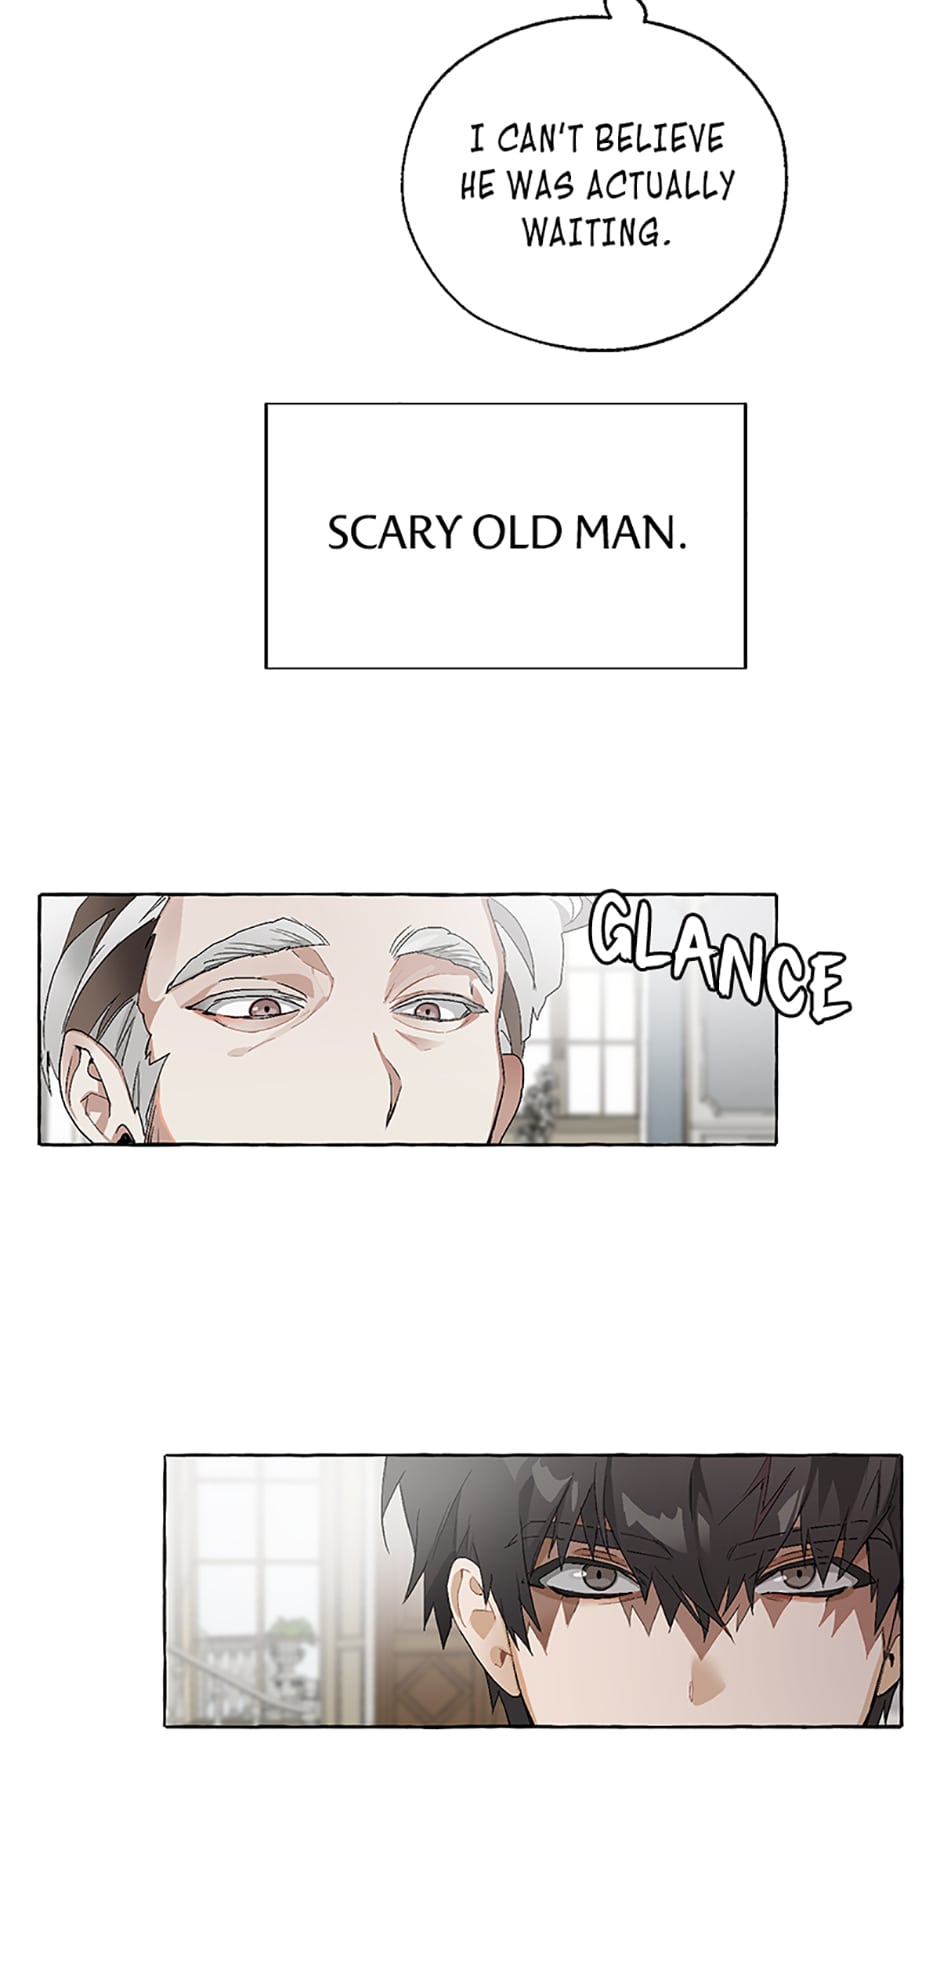 I CAN'T BELIEVE
HE WAS ACTUALLY
WAITING.
SCARY OLD MAN.
GLANCE